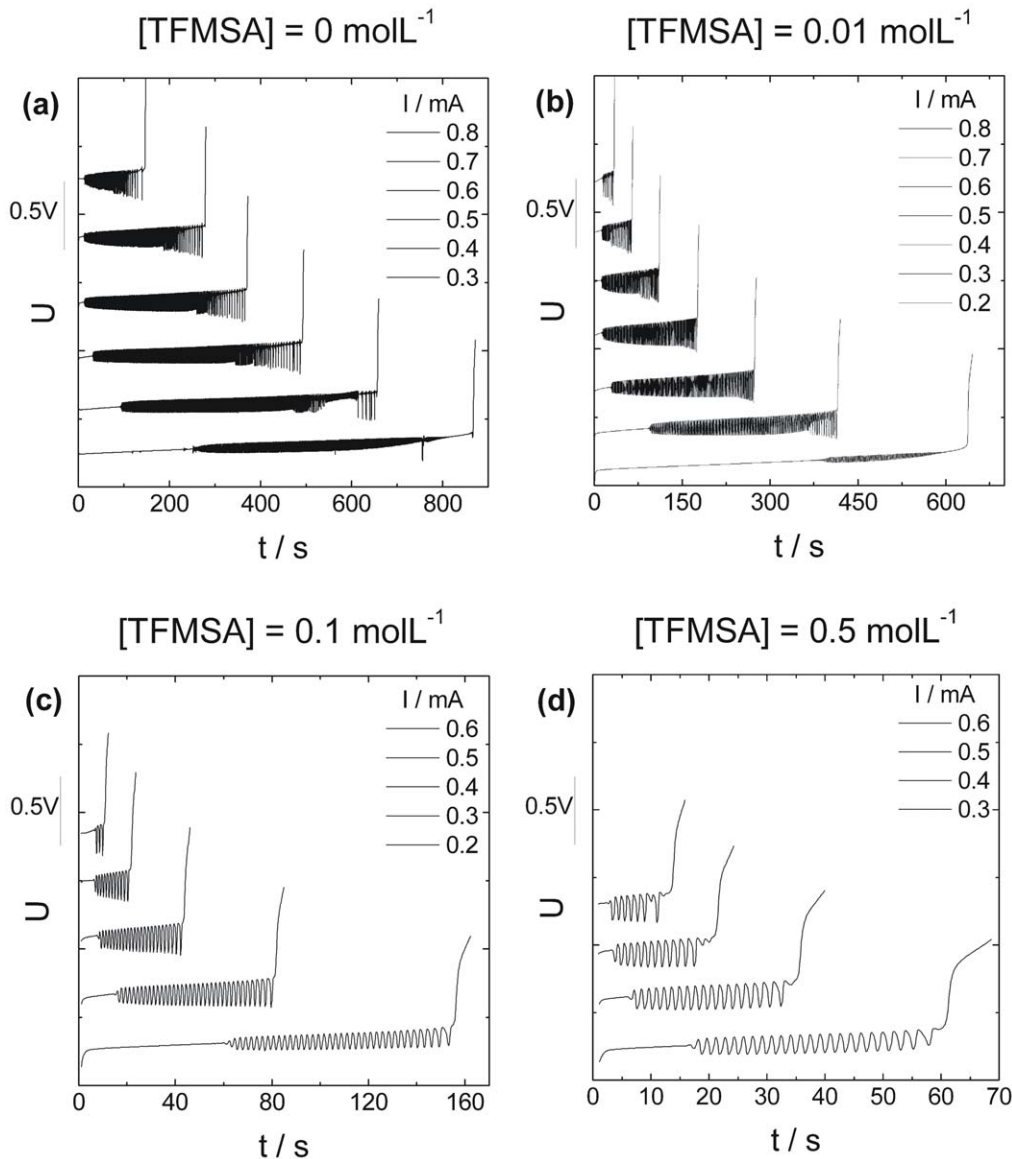 [TFMSA] = 0 molL⁻¹
(a)
I / mA
0.8
0.7
0.6
0.5
0.4
0.3
0.5V
U
0 200 400 600 800
t / s
[TFMSA] = 0.01 molL⁻¹
(b)
I / mA
0.8
0.7
0.6
0.5
0.4
0.3
0.2
0.5V
U
0 150 300 450 600
t / s
[TFMSA] = 0.1 molL⁻¹
(c)
I / mA
0.6
0.5
0.4
0.3
0.2
0.5V
U
0 40 80 120 160
t / s
[TFMSA] = 0.5 molL⁻¹
(d)
I / mA
0.6
0.5
0.4
0.3
0.5V
U
0 10 20 30 40 50 60 70
t / s